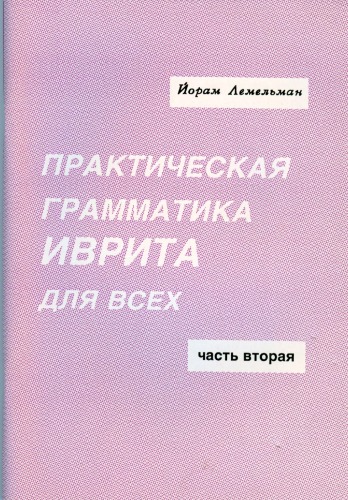 Йорам Лемельман
ПРАКТИЧЕСКАЯ
ГРАММАТИКА
ИВРИТА
ДЛЯ ВСЕХ
часть вторая